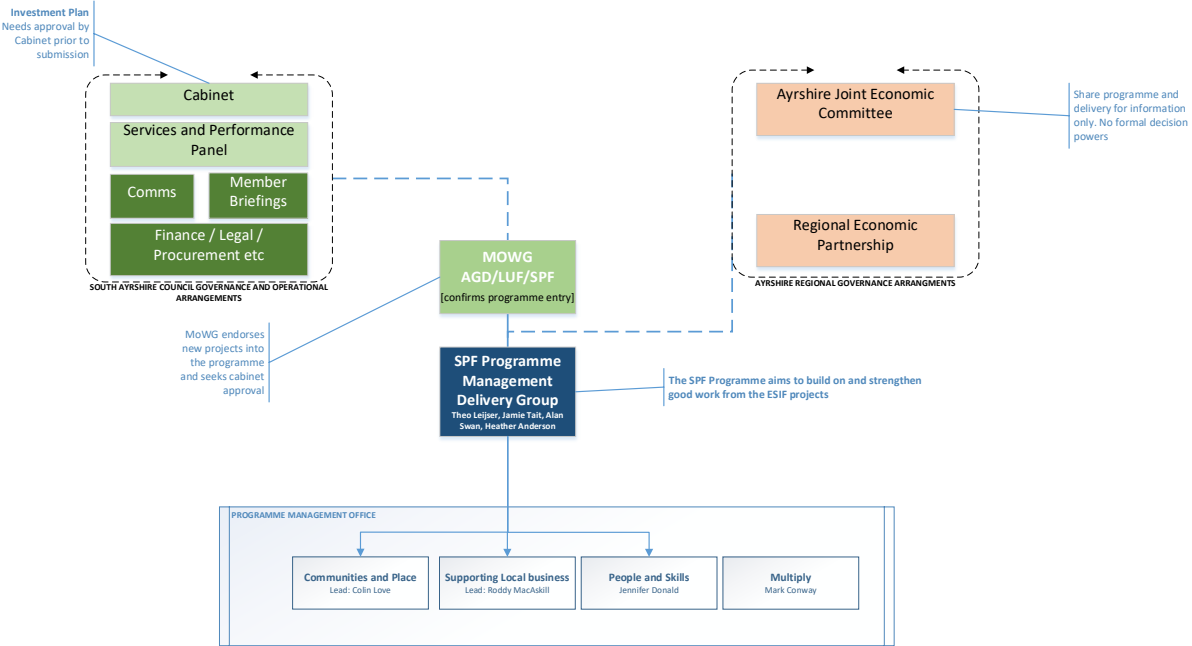 Investment Plan
Needs approval by
Cabinet prior to
submission
Cabinet
Services and Performance
Panel
Comms
Member
Briefings
Finance / Legal /
Procurement etc
SOUTH AYRSHIRE COUNCIL GOVERNANCE AND OPERATIONAL
ARRANGEMENTS
Ayrshire Joint Economic
Committee
Regional Economic
Partnership
AYRSHIRE REGIONAL GOVERNANCE ARRANGMENTS
Share programme and
delivery for information
only. No formal decision
powers
MOWG
AGD/LUF/SPF
[confirms programme entry]
MoWG endorses
new projects into
the programme
and seeks cabinet
approval
SPF Programme
Management
Delivery Group
Theo Leijser, Jamie Tait, Alan
Swan, Heather Anderson
The SPF Programme aims to build on and strengthen
good work from the ESIF projects
PROGRAMME MANAGEMENT OFFICE
Communities and Place
Lead: Colin Love
Supporting Local business
Lead: Roddy MacAskill
People and Skills
Jennifer Donald
Multiply
Mark Conway